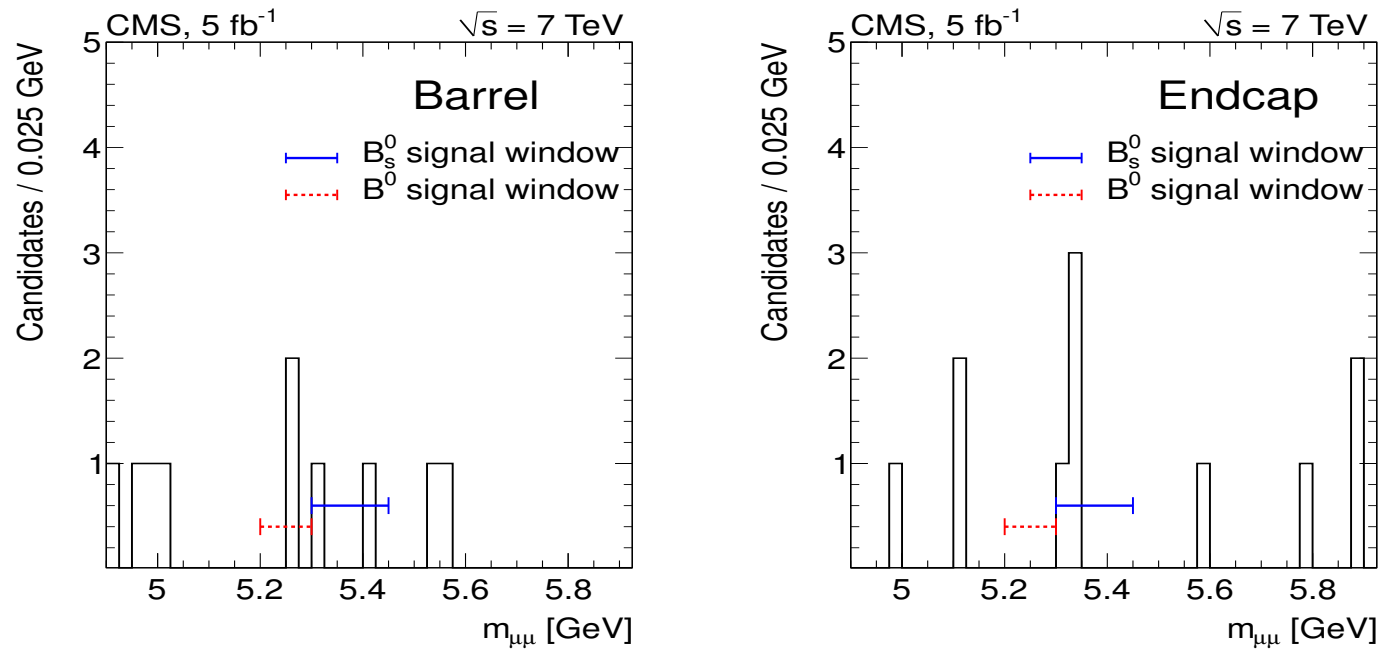 CMS, 5 fb⁻¹ √s = 7 TeV
Candidates / 0.025 GeV
Barrel
B⁰ₛ signal window
B⁰ signal window
5
4
3
2
1
5 5.2 5.4 5.6 5.8
m_μμ [GeV]
CMS, 5 fb⁻¹ √s = 7 TeV
Candidates / 0.025 GeV
Endcap
B⁰ₛ signal window
B⁰ signal window
5
4
3
2
1
5 5.2 5.4 5.6 5.8
m_μμ [GeV]